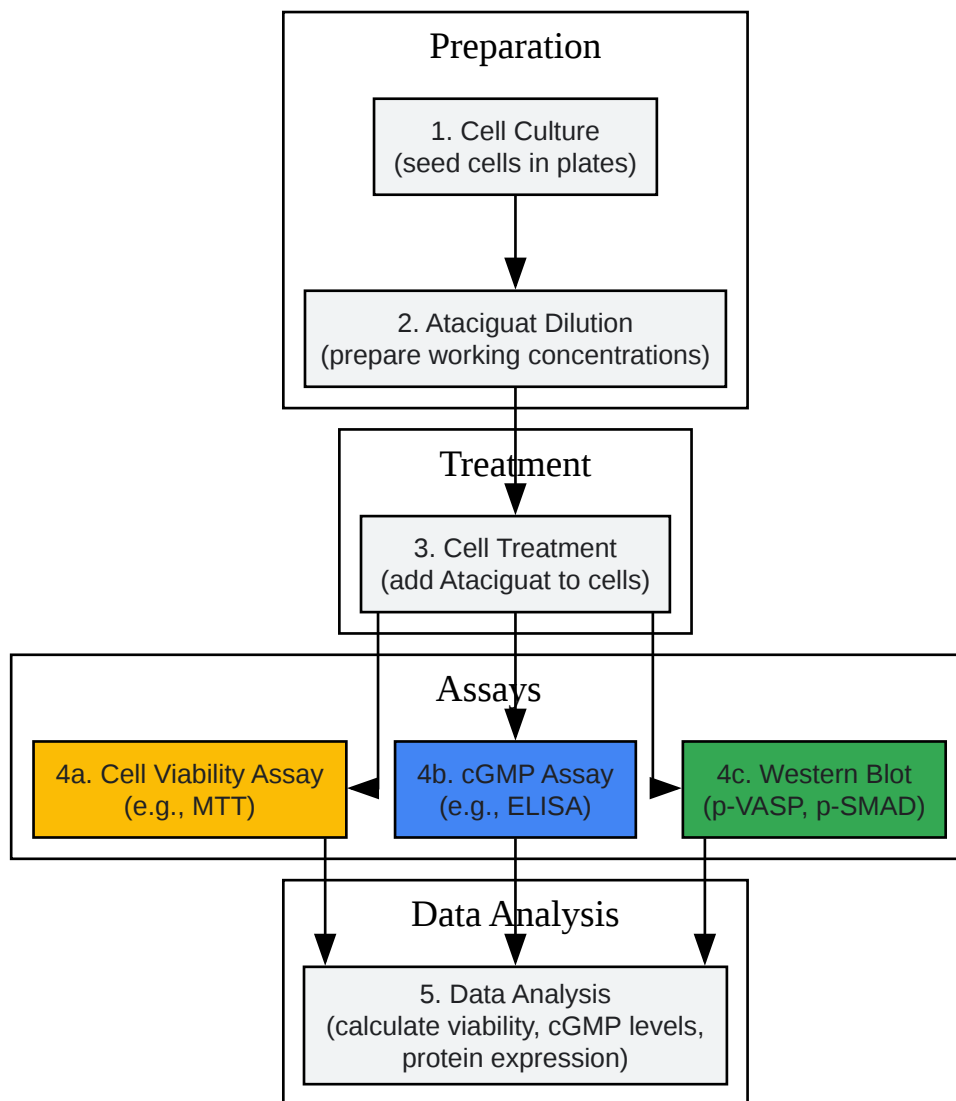 Preparation
1. Cell Culture
(seed cells in plates)
2. Ataciguat Dilution
(prepare working concentrations)
Treatment
3. Cell Treatment
(add Ataciguat to cells)
Assays
4a. Cell Viability Assay
(e.g., MTT)
4b. cGMP Assay
(e.g., ELISA)
4c. Western Blot
(p-VASP, p-SMAD)
Data Analysis
5. Data Analysis
(calculate viability, cGMP levels,
protein expression)